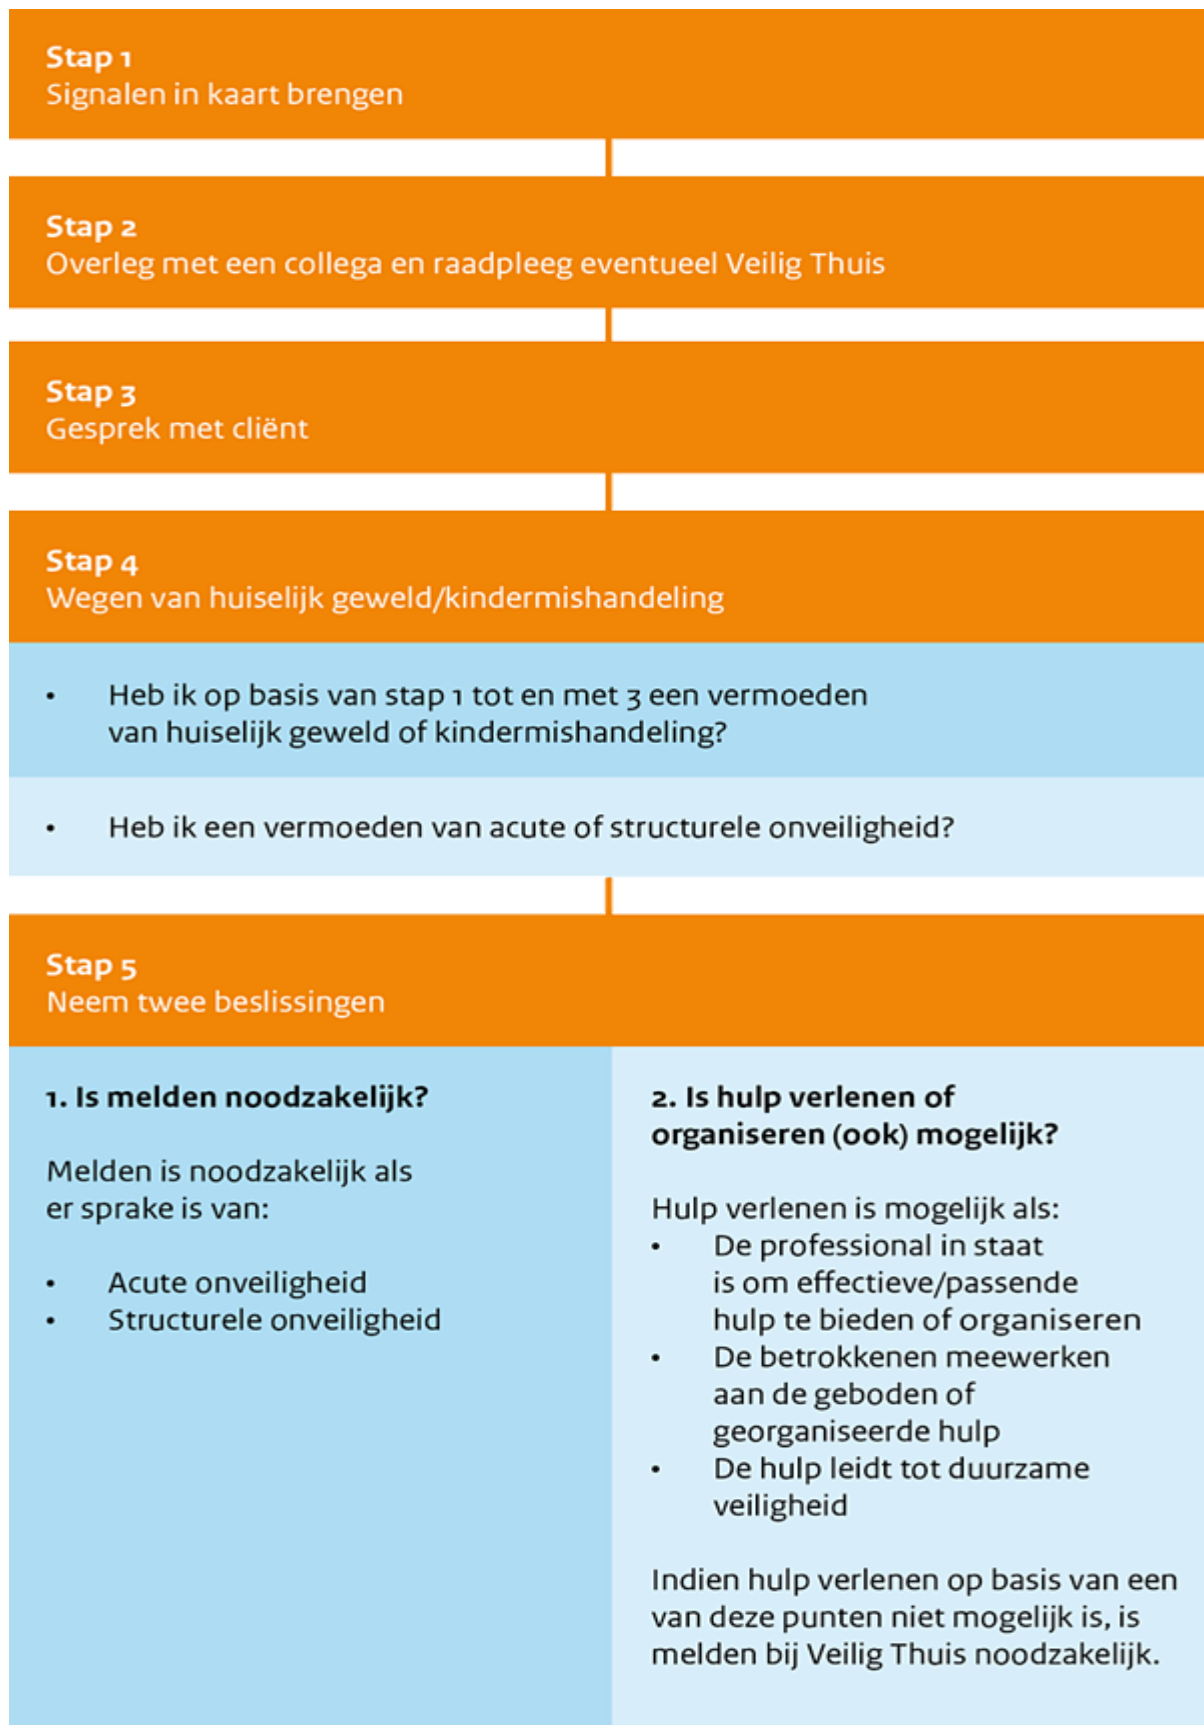 Stap 1
Signalen in kaart brengen
Stap 2
Overleg met een collega en raadpleeg eventueel Veilig Thuis
Stap 3
Gesprek met cliënt
Stap 4
Wegen van huiselijk geweld/kindermishandeling
• Heb ik op basis van stap 1 tot en met 3 een vermoeden
van huiselijk geweld of kindermishandeling?
• Heb ik een vermoeden van acute of structurele onveiligheid?
Stap 5
Neem twee beslissingen
1. Is melden noodzakelijk?
Melden is noodzakelijk als
er sprake is van:
• Acute onveiligheid
• Structurele onveiligheid
2. Is hulp verlenen of
organiseren (ook) mogelijk?
Hulp verlenen is mogelijk als:
• De professional in staat
is om effectieve/passende
hulp te bieden of organiseren
• De betrokkenen meewerken
aan de geboden of
georganiseerde hulp
• De hulp leidt tot duurzame
veiligheid
Indien hulp verlenen op basis van een
van deze punten niet mogelijk is, is
melden bij Veilig Thuis noodzakelijk.